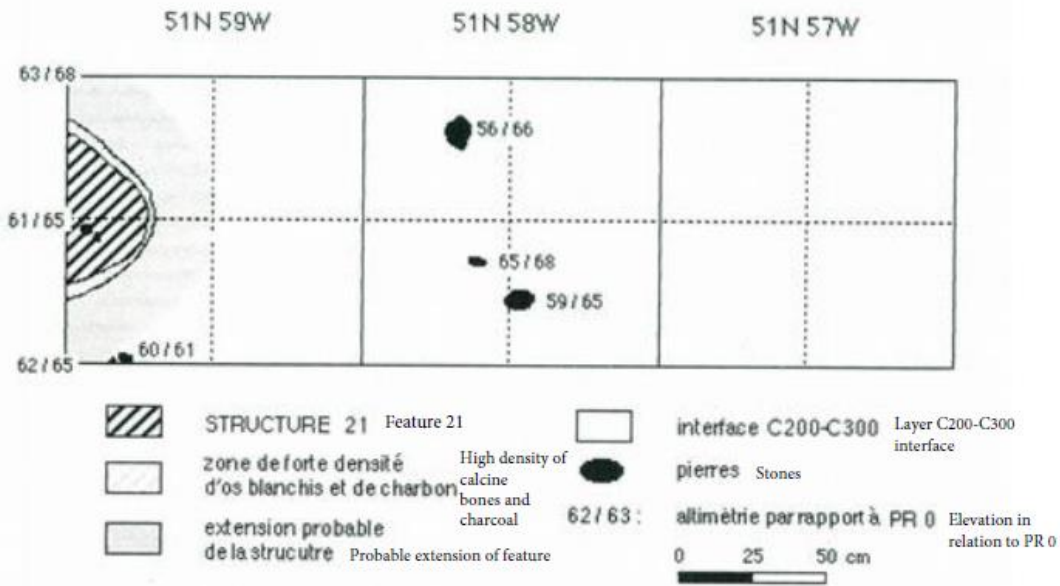 51N 59W 51N 58W 51N 57W
63/68
56/66
61/65
65/68
59/65
60/61
62/65
STRUCTURE 21 Feature 21
zone de forte densité
d'os blanchis et de charbon
High density of
calcine
bones and
charcoal
extension probable
de la strucutre Probable extension of feature
interface C200-C300 Layer C200-C300
interface
pierres Stones
62/63: altimétrie par rapport à PR 0 Elevation in
relation to PR 0
0 25 50 cm